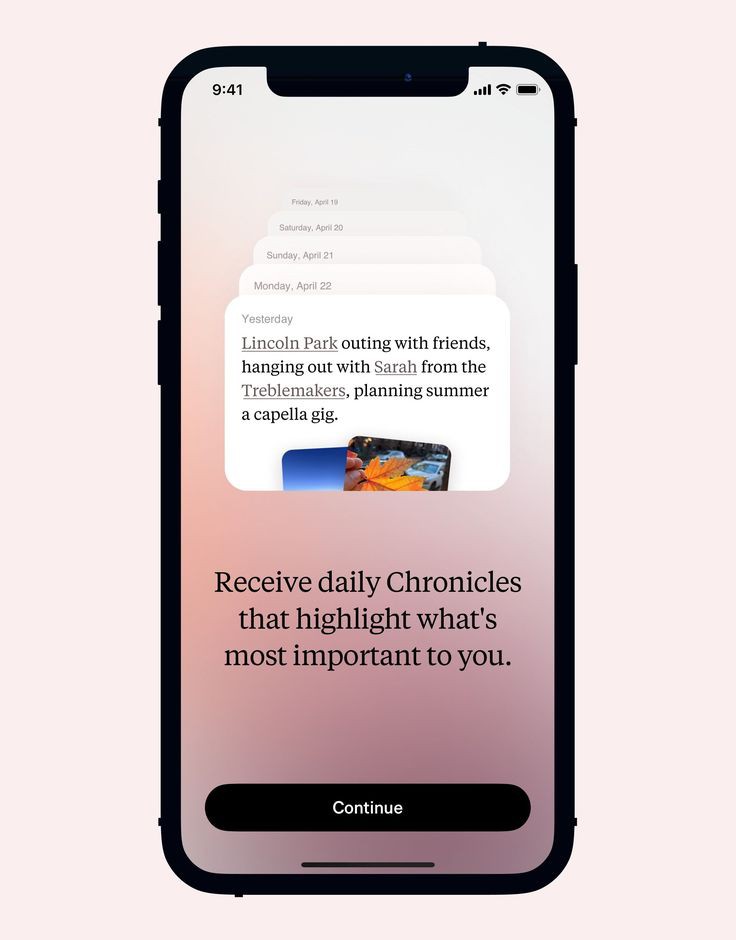 9:41
Friday, April 19
Saturday, April 20
Sunday, April 21
Monday, April 22
Yesterday
Lincoln Park outing with friends,
hanging out with Sarah from the
Treblemakers, planning summer
a capella gig.
Receive daily Chronicles
that highlight what's
most important to you.
Continue